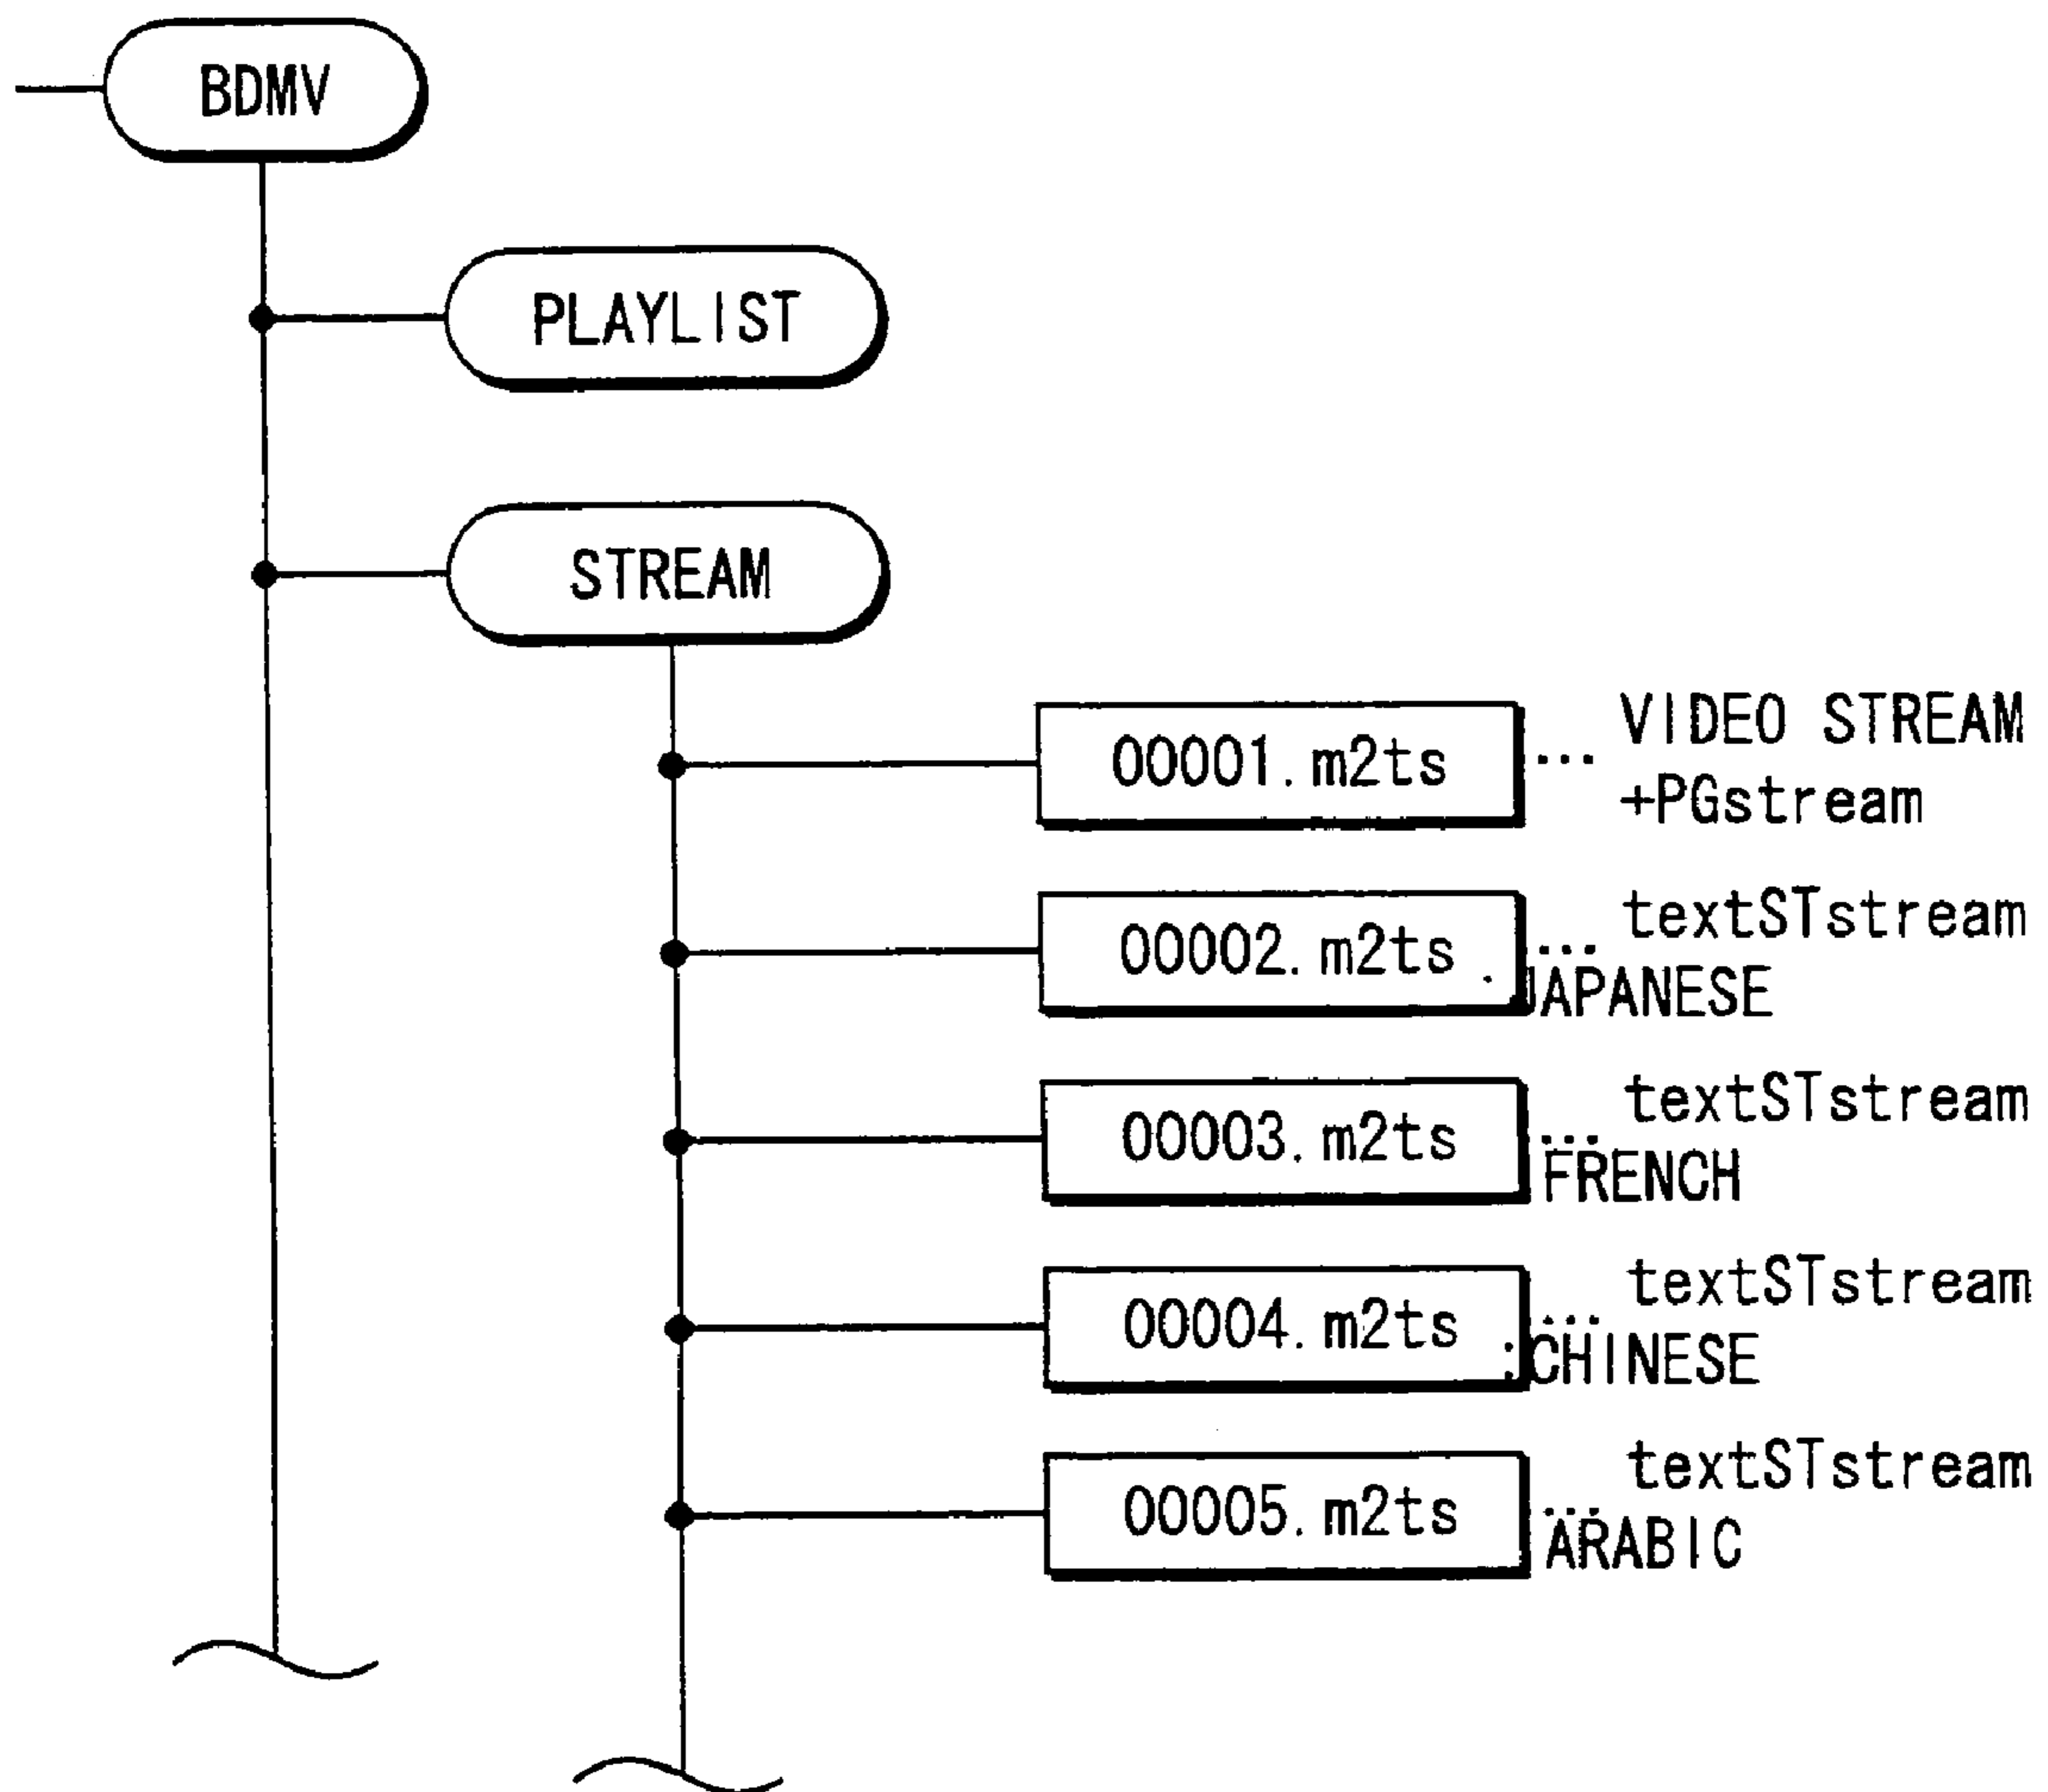 BDMV
PLAYLIST
STREAM
00001.m2ts ... VIDEO STREAM
+PGstream
00002.m2ts ... textSTstream
:JAPANESE
00003.m2ts ... textSTstream
:FRENCH
00004.m2ts ... textSTstream
:CHINESE
00005.m2ts ... textSTstream
:ARABIC